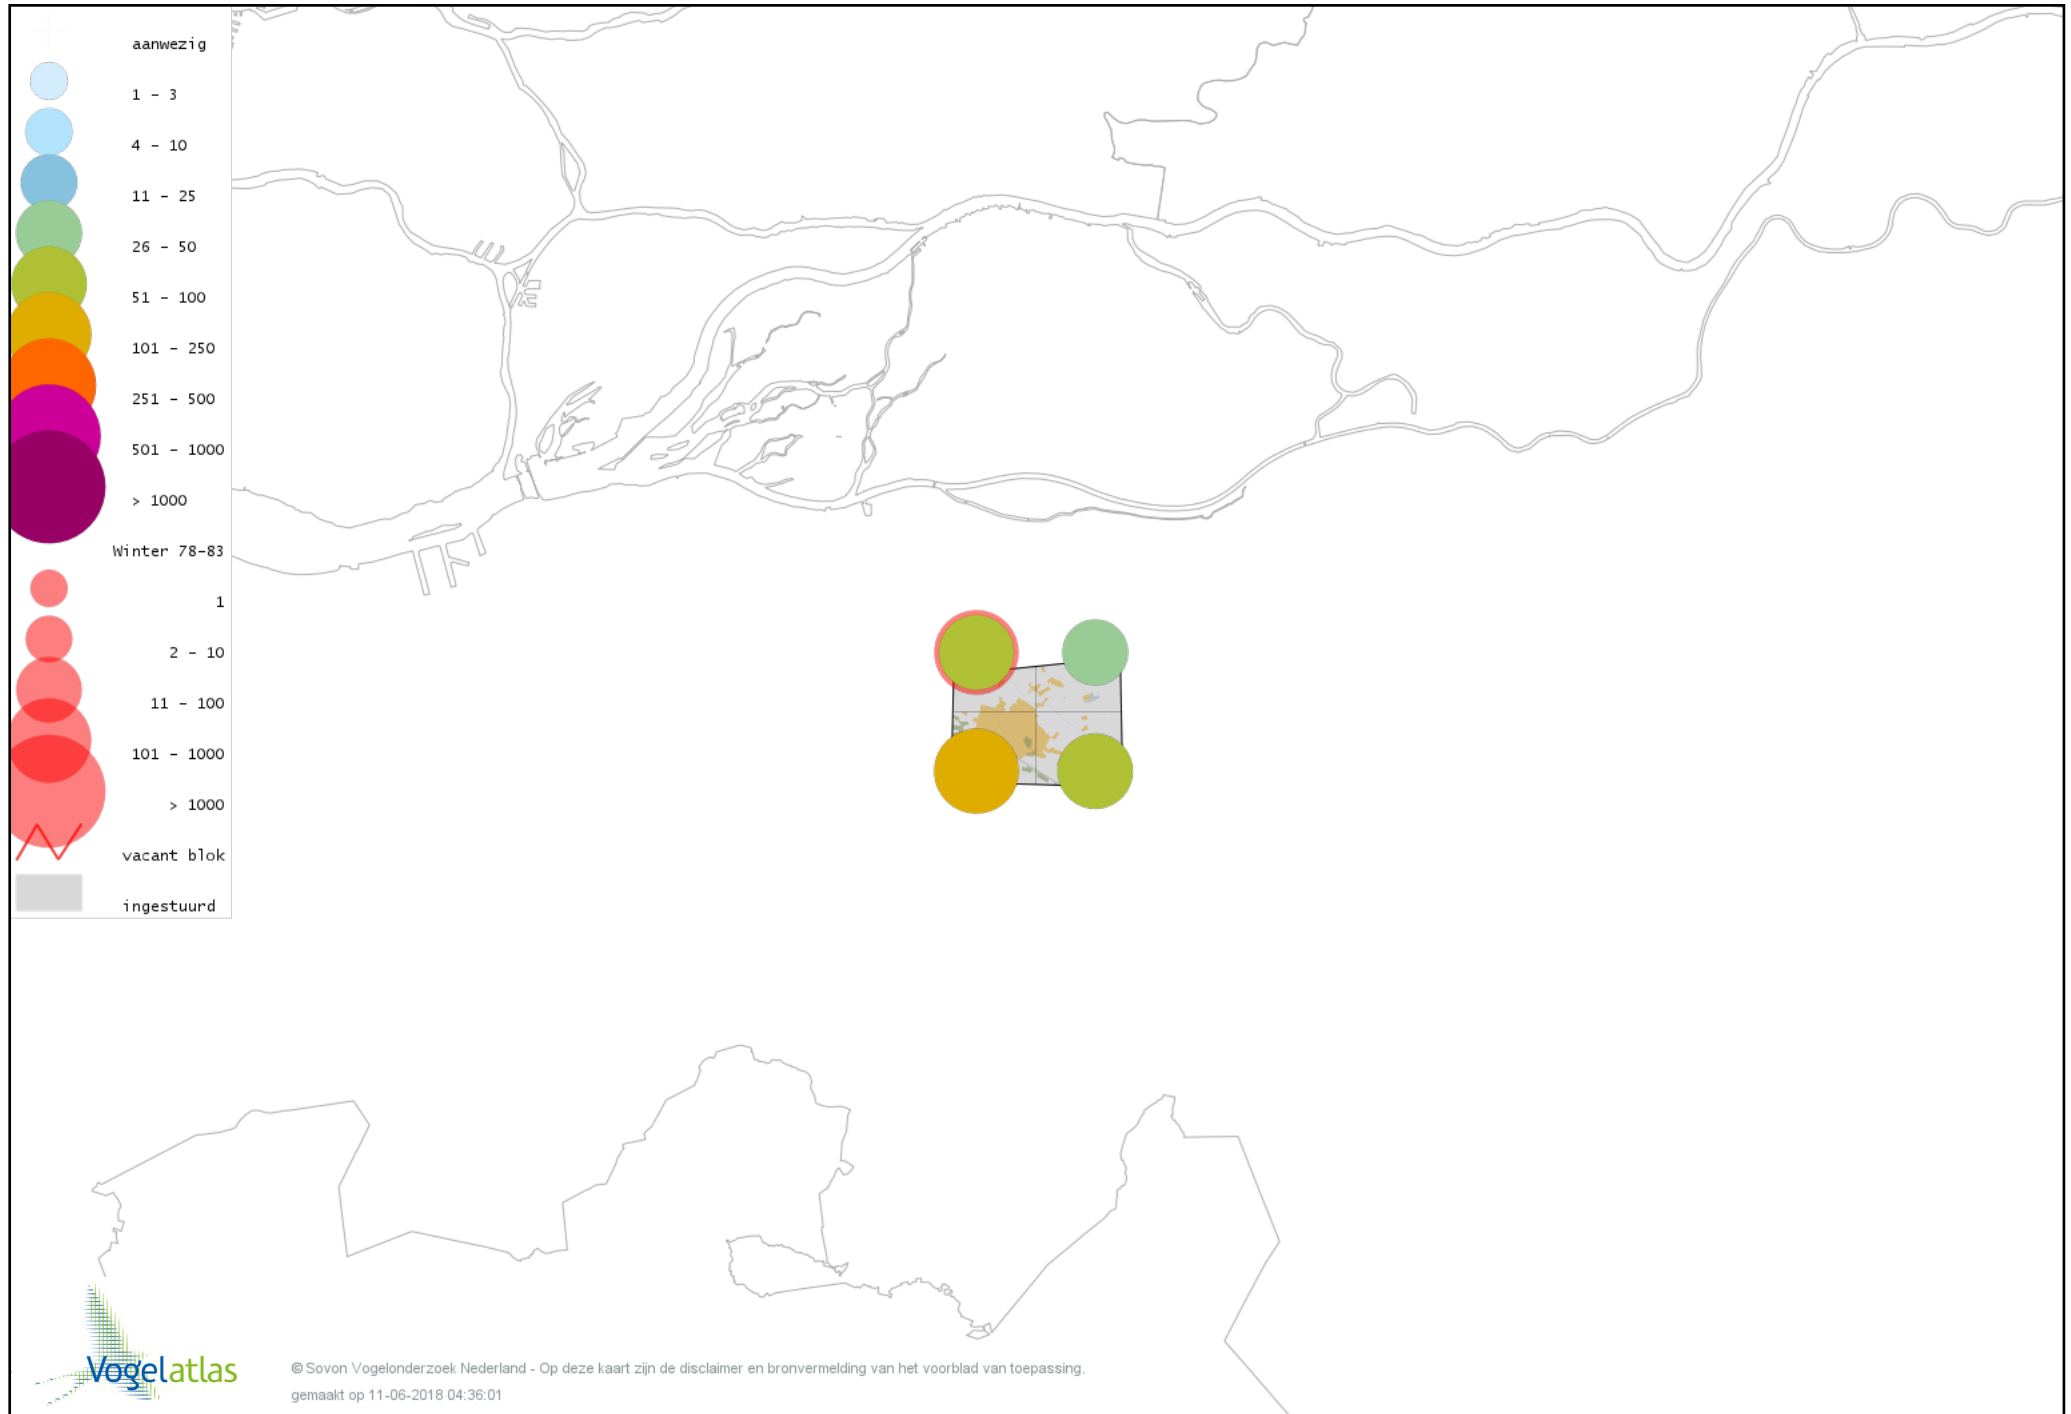 aanwezig
1 - 3
4 - 10
11 - 25
26 - 50
51 - 100
101 - 250
251 - 500
501 - 1000
> 1000
Winter 78-83
1
2 - 10
11 - 100
101 - 1000
> 1000
vacant blok
ingestuurd
Vogelatlas
© Sovon Vogelonderzoek Nederland - Op deze kaart zijn de disclaimer en bronvermelding van het voorblad van toepassing.
gemaakt op 11-06-2018 04:36:01